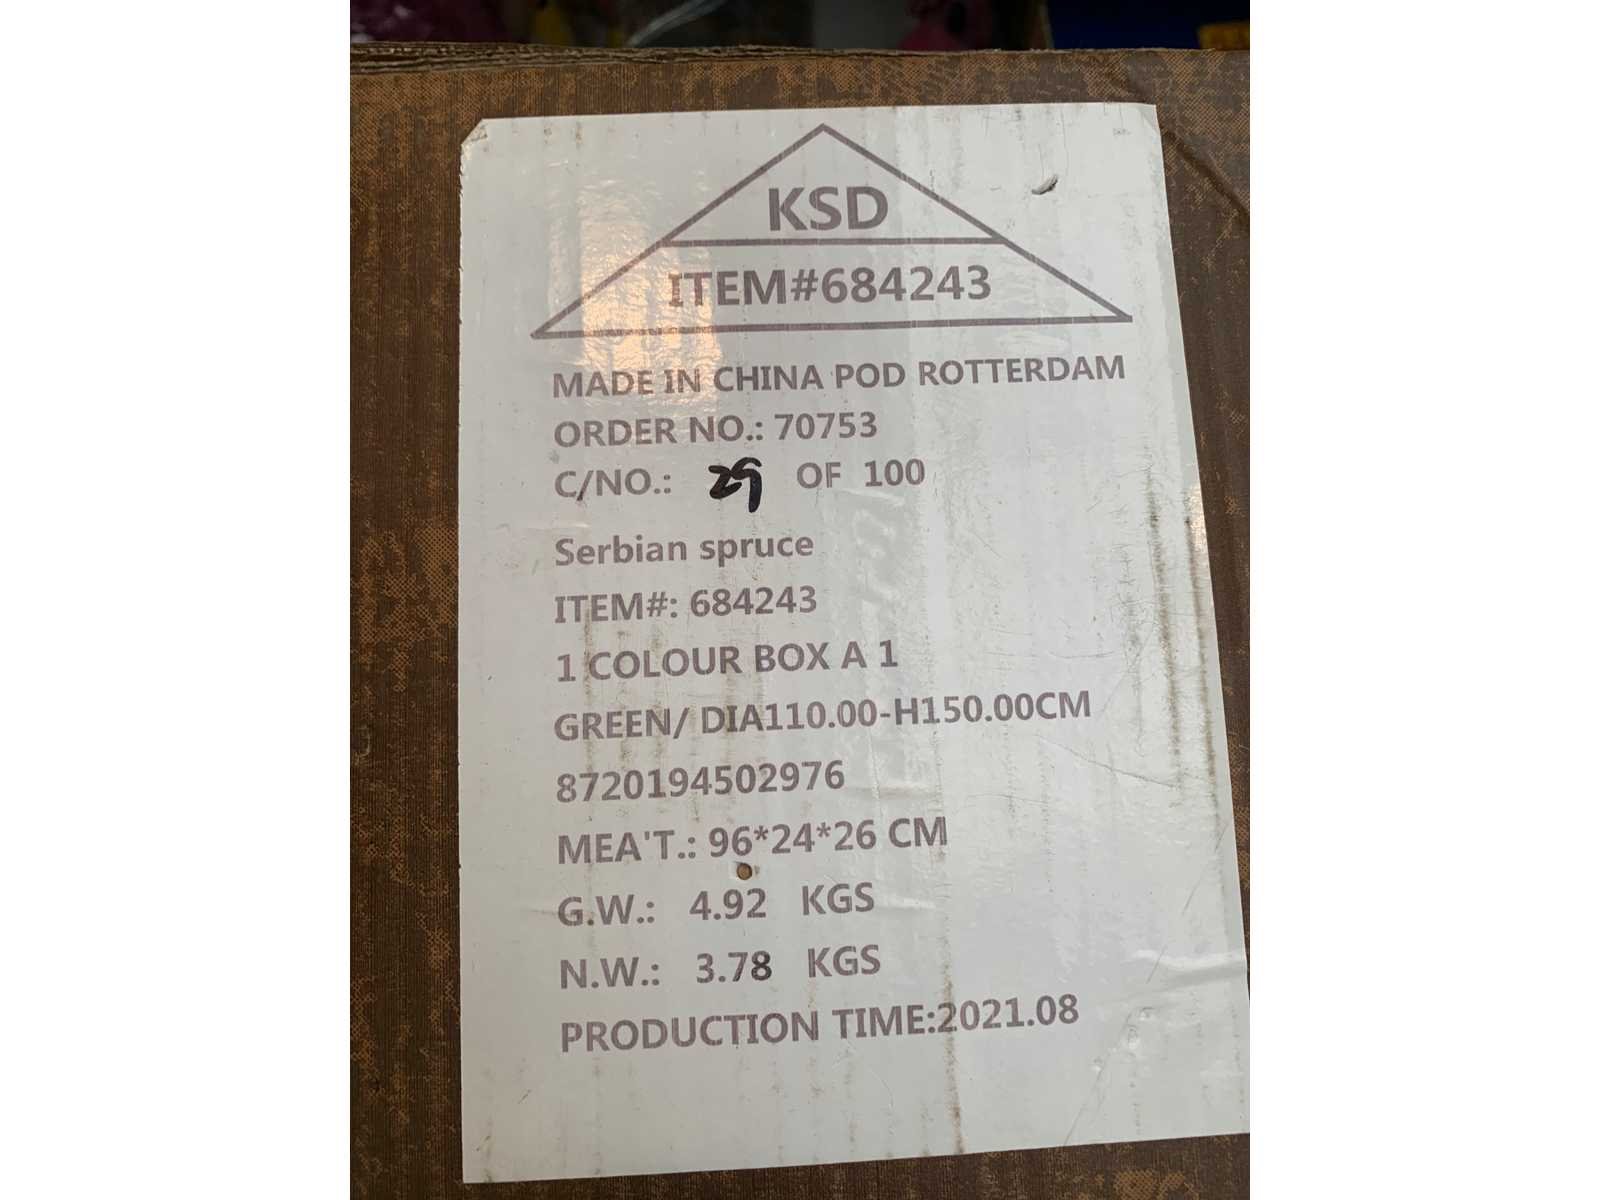 KSD
ITEM#684243
MADE IN CHINA POD ROTTERDAM
ORDER NO.: 70753
C/NO.: 29 OF 100
Serbian spruce
ITEM#: 684243
1 COLOUR BOX A 1
GREEN/ DIA110.00-H150.00CM
8720194502976
MEA'T.: 96*24*26 CM
G.W.: 4.92 KGS
N.W.: 3.78 KGS
PRODUCTION TIME:2021.08